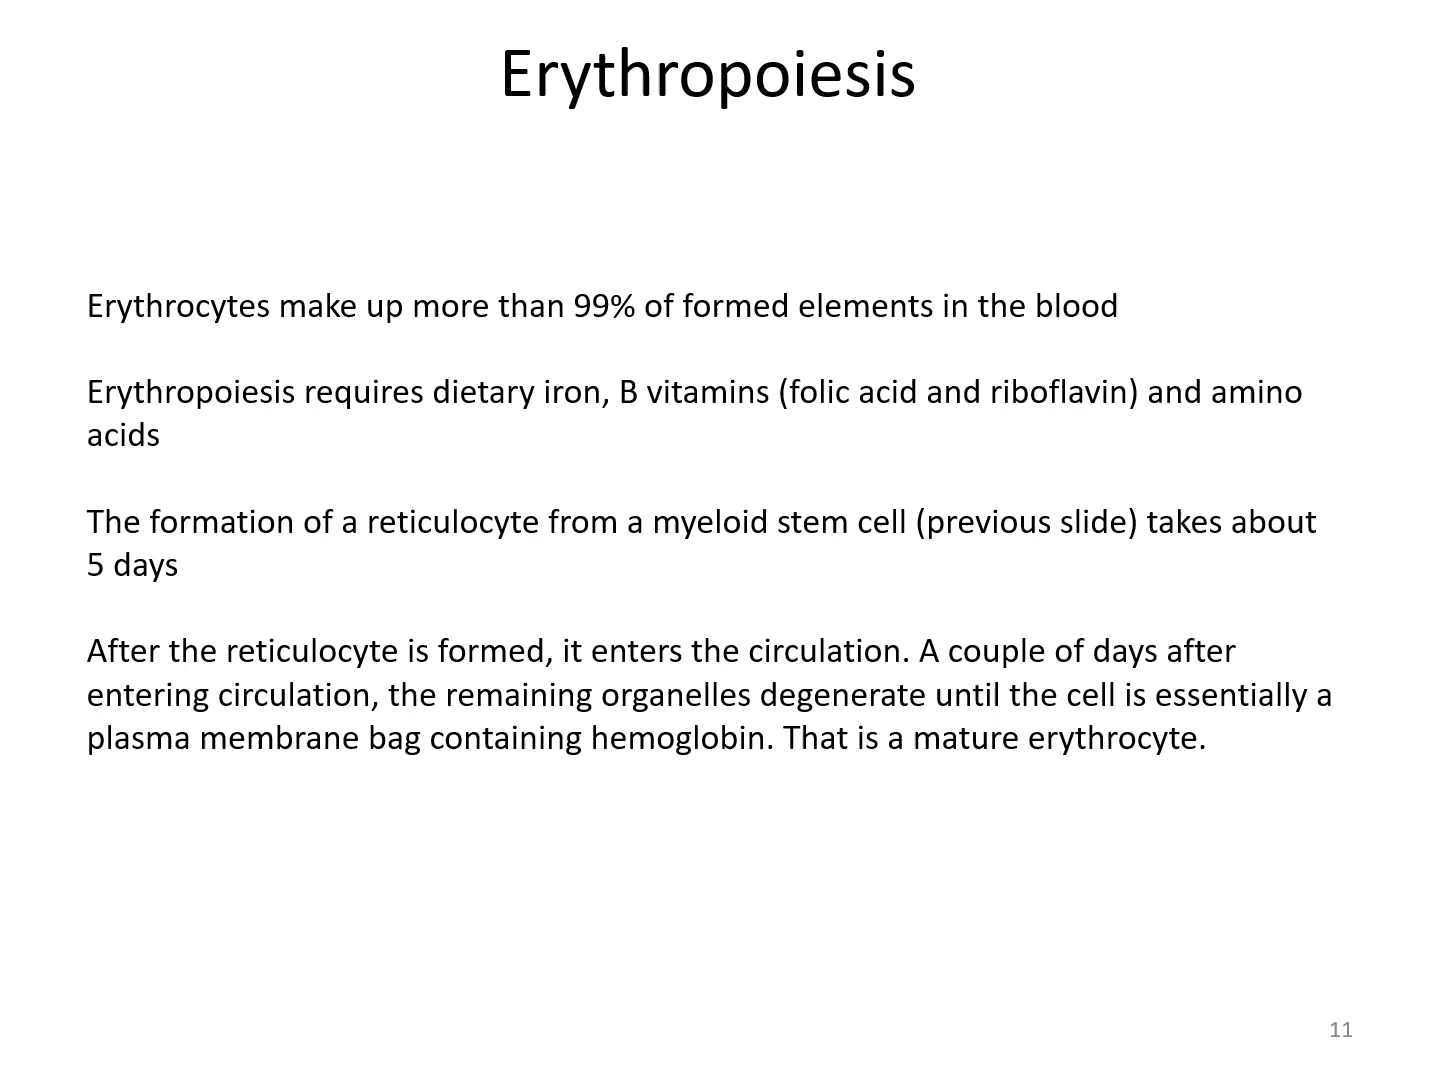 Erythropoiesis
Erythrocytes make up more than 99% of formed elements in the blood
Erythropoiesis requires dietary iron, B vitamins (folic acid and riboflavin) and amino
acids
The formation of a reticulocyte from a myeloid stem cell (previous slide) takes about
5 days
After the reticulocyte is formed, it enters the circulation. A couple of days after
entering circulation, the remaining organelles degenerate until the cell is essentially a
plasma membrane bag containing hemoglobin. That is a mature erythrocyte.
11